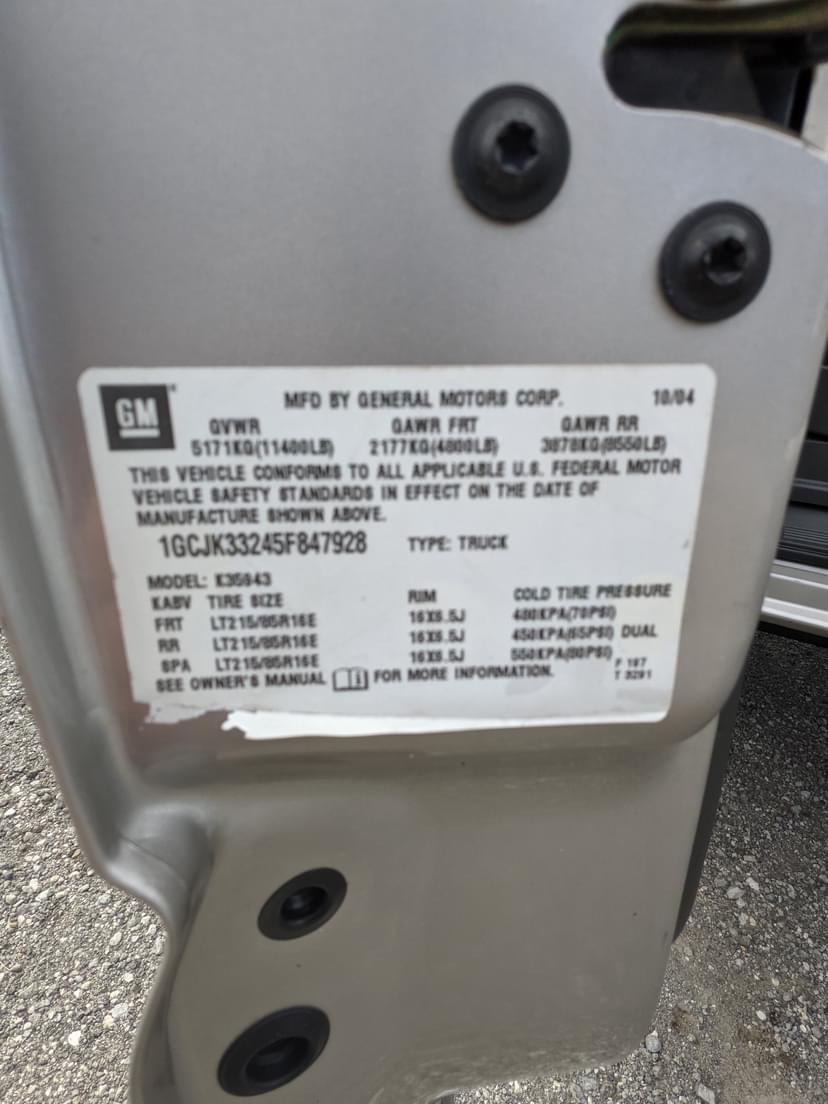 GM MFD BY GENERAL MOTORS CORP. 10/04
GVWR GAWR FRT GAWR RR
5171KG(11400LB) 2177KG(4800LB) 3878KG(8550LB)
THIS VEHICLE CONFORMS TO ALL APPLICABLE U.S. FEDERAL MOTOR
VEHICLE SAFETY STANDARDS IN EFFECT ON THE DATE OF
MANUFACTURE SHOWN ABOVE.
1GCJK33245F847928 TYPE: TRUCK
MODEL: K35943
KABV TIRE SIZE RIM COLD TIRE PRESSURE
FRT LT215/85R16E 16X6.5J
RR LT215/85R16E 16X6.5J 450KPA(65PSI) DUAL
SPA LT215/85R16E 16X6.5J 550KPA(80PSI)
SEE OWNER'S MANUAL FOR MORE INFORMATION.